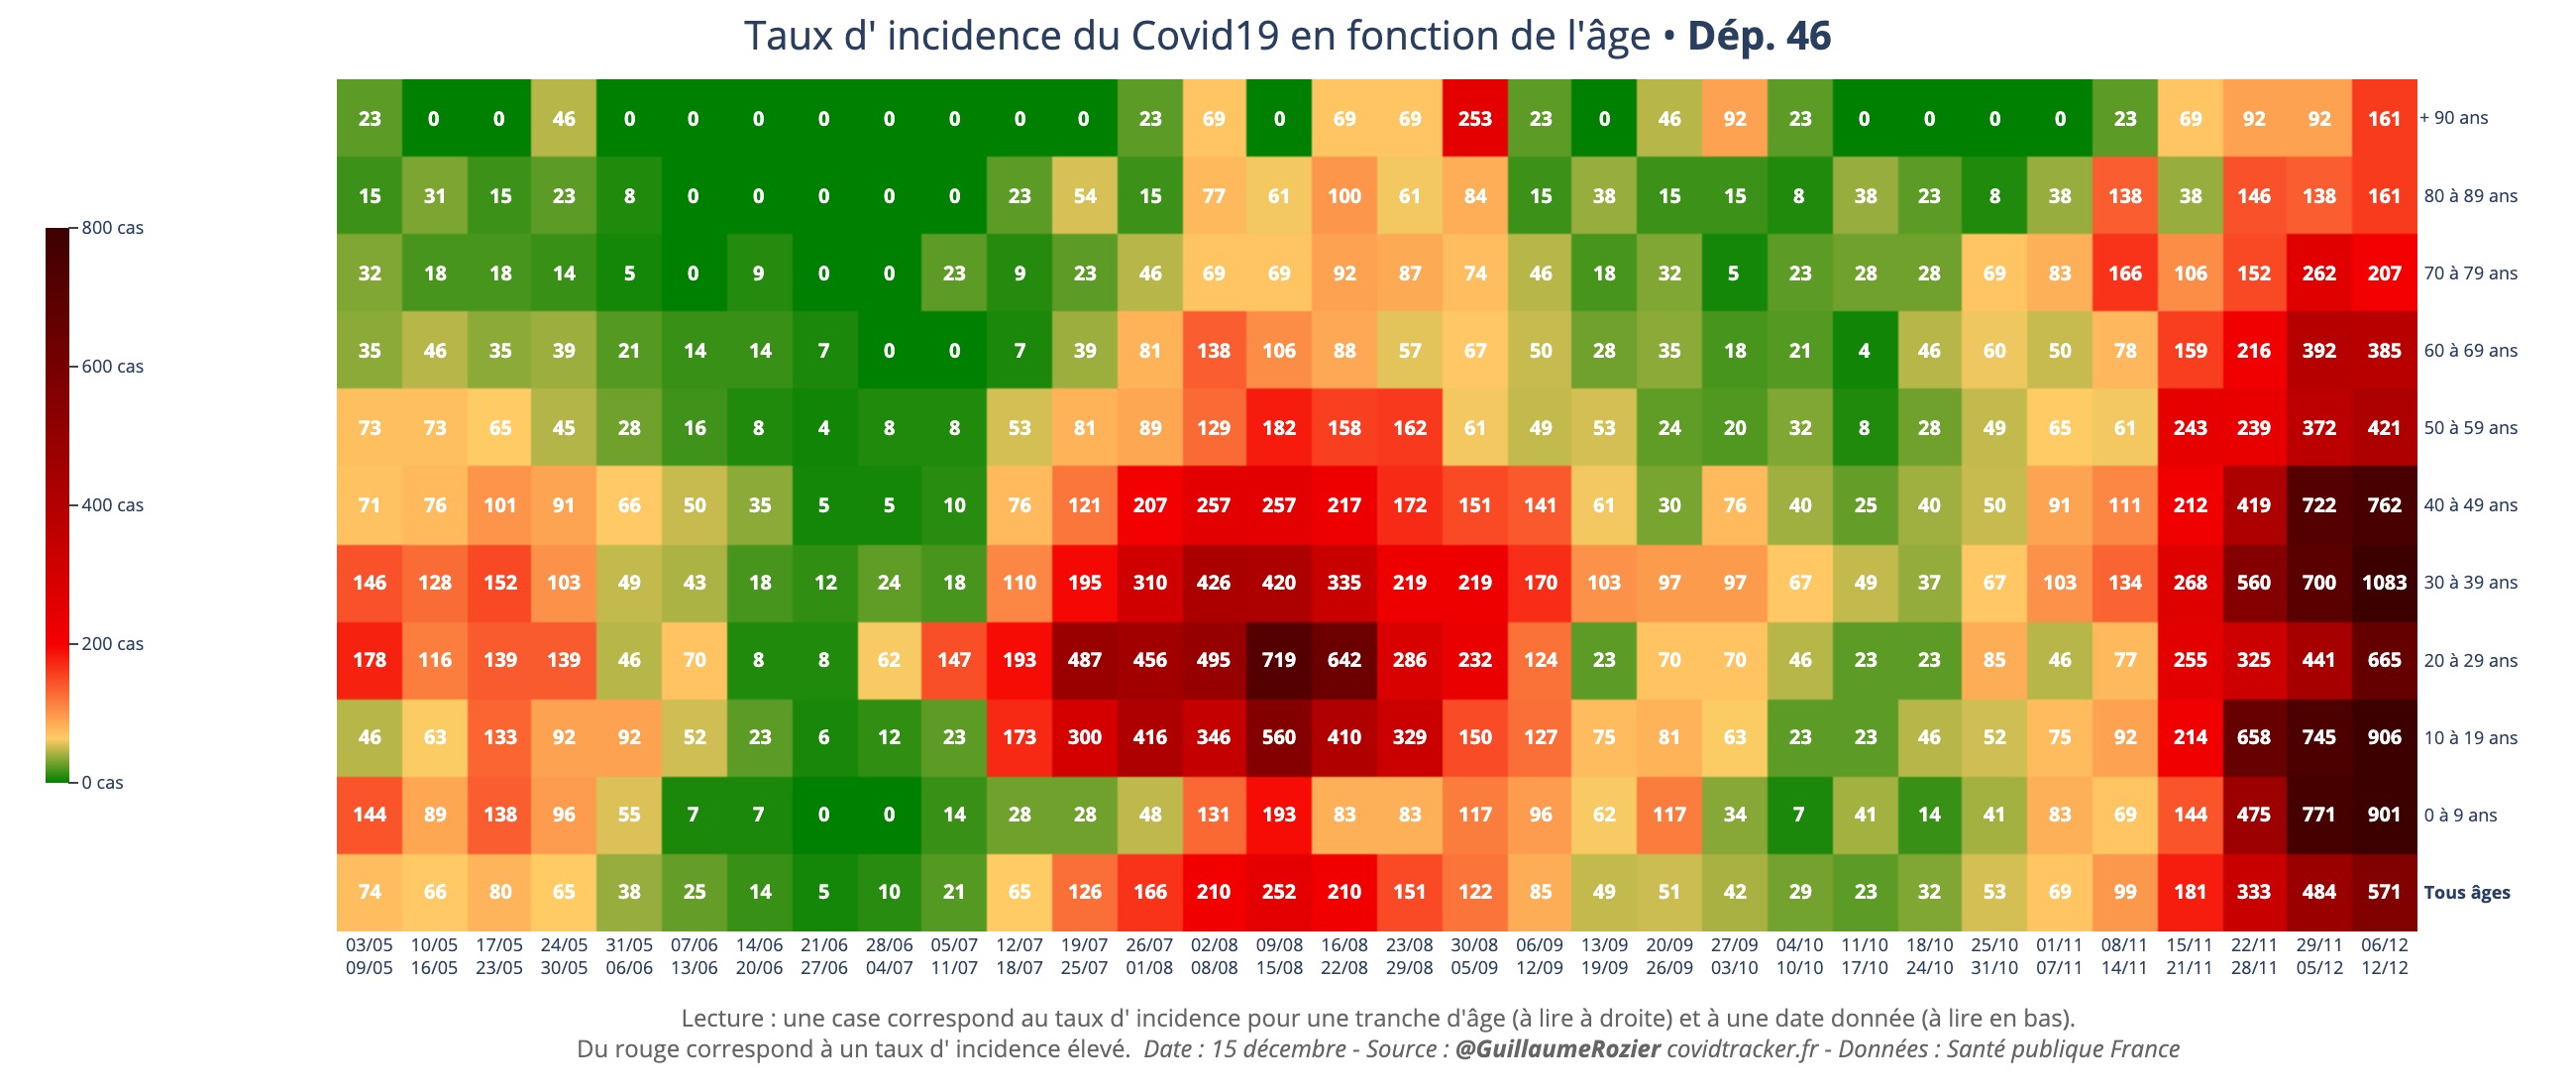 Taux d' incidence du Covid19 en fonction de l'âge • Dép. 46
23 0 0 46 0 0 0 0 0 0 0 0 23 69 0 69 69 253 23 0 46 92 23 0 0 0 0 23 69 92 92 161 + 90 ans
15 31 15 23 8 0 0 0 0 0 23 54 15 77 61 100 61 84 15 38 15 15 8 38 23 8 38 138 38 146 138 161 80 à 89 ans
800 cas
32 18 18 14 5 0 9 0 0 23 9 23 46 69 69 92 87 74 46 18 32 5 23 28 28 69 83 166 106 152 262 207 70 à 79 ans
35 46 35 39 21 14 14 7 0 0 7 39 81 138 106 88 57 67 50 28 35 18 21 4 46 60 50 78 159 216 392 385 60 à 69 ans
600 cas
73 73 65 45 28 16 8 4 8 8 53 81 89 129 182 158 162 61 49 53 24 20 32 8 28 49 65 61 243 239 372 421 50 à 59 ans
400 cas
71 76 101 91 66 50 35 5 5 10 76 121 207 257 257 217 172 151 141 61 30 76 40 25 40 50 91 111 212 419 722 762 40 à 49 ans
146 128 152 103 49 43 18 12 24 18 110 195 310 426 420 335 219 219 170 103 97 97 67 49 37 67 103 134 268 560 700 1083 30 à 39 ans
200 cas
178 116 139 139 46 70 8 8 62 147 193 487 456 495 719 642 286 232 124 23 70 70 46 23 23 85 46 77 255 325 441 665 20 à 29 ans
46 63 133 92 92 52 23 6 12 23 173 300 416 346 560 410 329 150 127 75 81 63 23 23 46 52 75 92 214 658 745 906 10 à 19 ans
0 cas
144 89 138 96 55 7 7 0 0 14 28 28 48 131 193 83 83 117 96 62 117 34 7 41 14 41 83 69 144 475 771 901 0 à 9 ans
74 66 80 65 38 25 14 5 10 21 65 126 166 210 252 210 151 122 85 49 51 42 29 23 32 53 69 99 181 333 484 571 Tous âges
03/05 10/05 17/05 24/05 31/05 07/06 14/06 21/06 28/06 05/07 12/07 19/07 26/07 02/08 09/08 16/08 23/08 30/08 06/09 13/09 20/09 27/09 04/10 11/10 18/10 25/10 01/11 08/11 15/11 22/11 29/11 06/12
09/05 16/05 23/05 30/05 06/06 13/06 20/06 27/06 04/07 11/07 18/07 25/07 01/08 08/08 15/08 22/08 29/08 05/09 12/09 19/09 26/09 03/10 10/10 17/10 24/10 31/10 07/11 14/11 21/11 28/11 05/12 12/12
Lecture : une case correspond au taux d' incidence pour une tranche d'âge (à lire à droite) et à une date donnée (à lire en bas).
Du rouge correspond à un taux d' incidence élevé. Date : 15 décembre - Source : @GuillaumeRozier covidtracker.fr - Données : Santé publique France